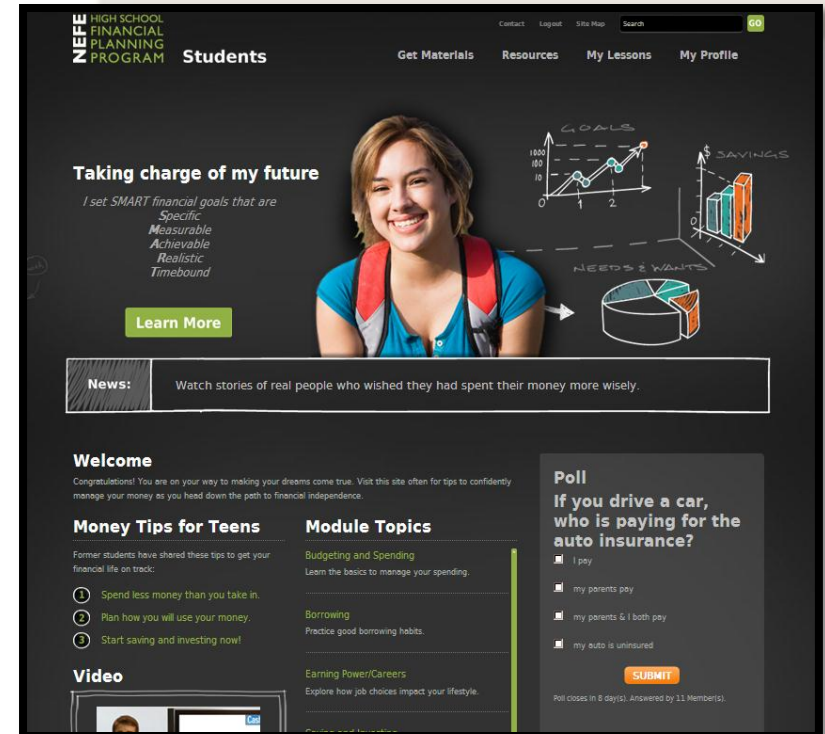 NEFE
HIGH SCHOOL
FINANCIAL
PLANNING
PROGRAM
Students
Contact Logout Site Map Search GO
Get Materials Resources My Lessons My Profile
Taking charge of my future
I set SMART financial goals that are
Specific
Measurable
Achievable
Realistic
Timebound
Learn More
GOALS
1000
100
10
0 1 2
$ SAVINGS
0
NEEDS & WANTS
News: Watch stories of real people who wished they had spent their money more wisely.
Welcome
Congratulations! You are on your way to making your dreams come true. Visit this site often for tips to confidently
manage your money as you head down the path to financial independence.
Money Tips for Teens
Former students have shared these tips to get your
financial life on track:
1 Spend less money than you take in.
2 Plan how you will use your money.
3 Start saving and investing now!
Video
Cast
Module Topics
Budgeting and Spending
Learn the basics to manage your spending.
Borrowing
Practice good borrowing habits.
Earning Power/Careers
Explore how job choices impact your lifestyle.
Saving and Investing
Poll
If you drive a car,
who is paying for the
auto insurance?
I pay
my parents pay
my parents & I both pay
my auto is uninsured
SUBMIT
Poll closes in 8 day(s). Answered by 11 Member(s).